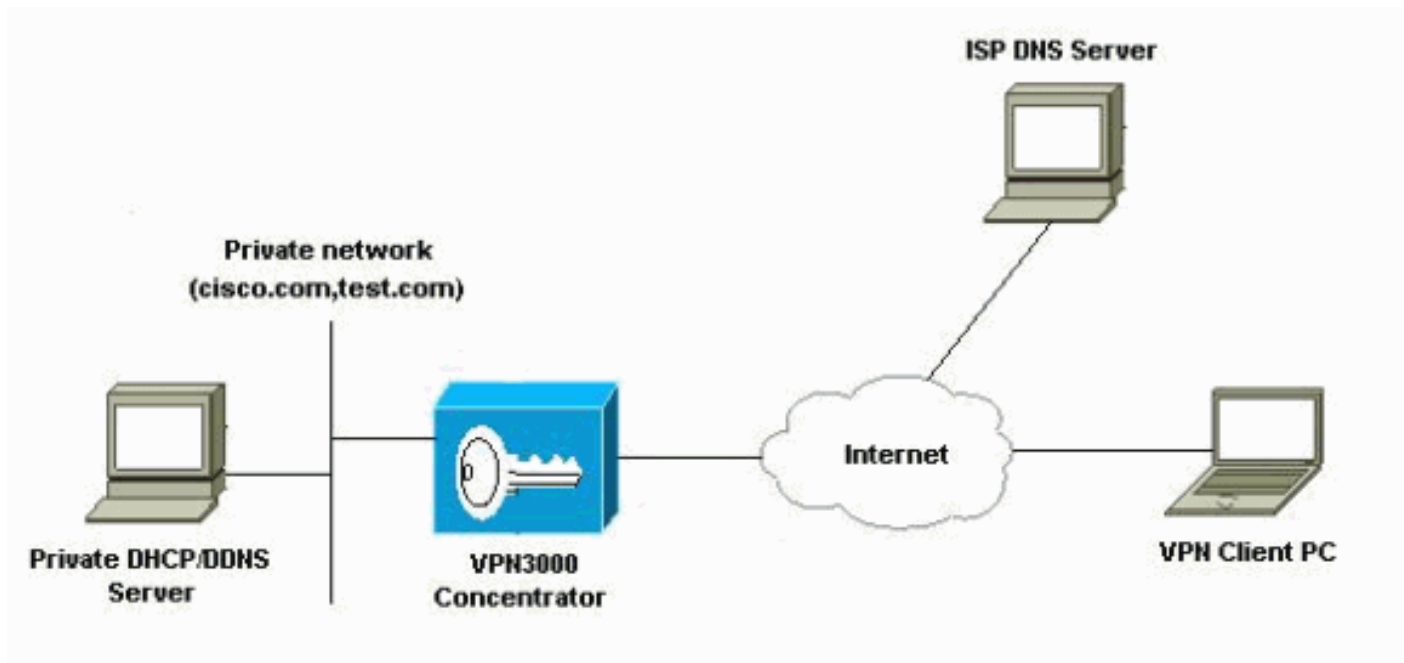 ISP DNS Server
Private network
(cisco.com,test.com)
Internet
Private DHCP/DDNS
Server
VPN3000
Concentrator
VPN Client PC